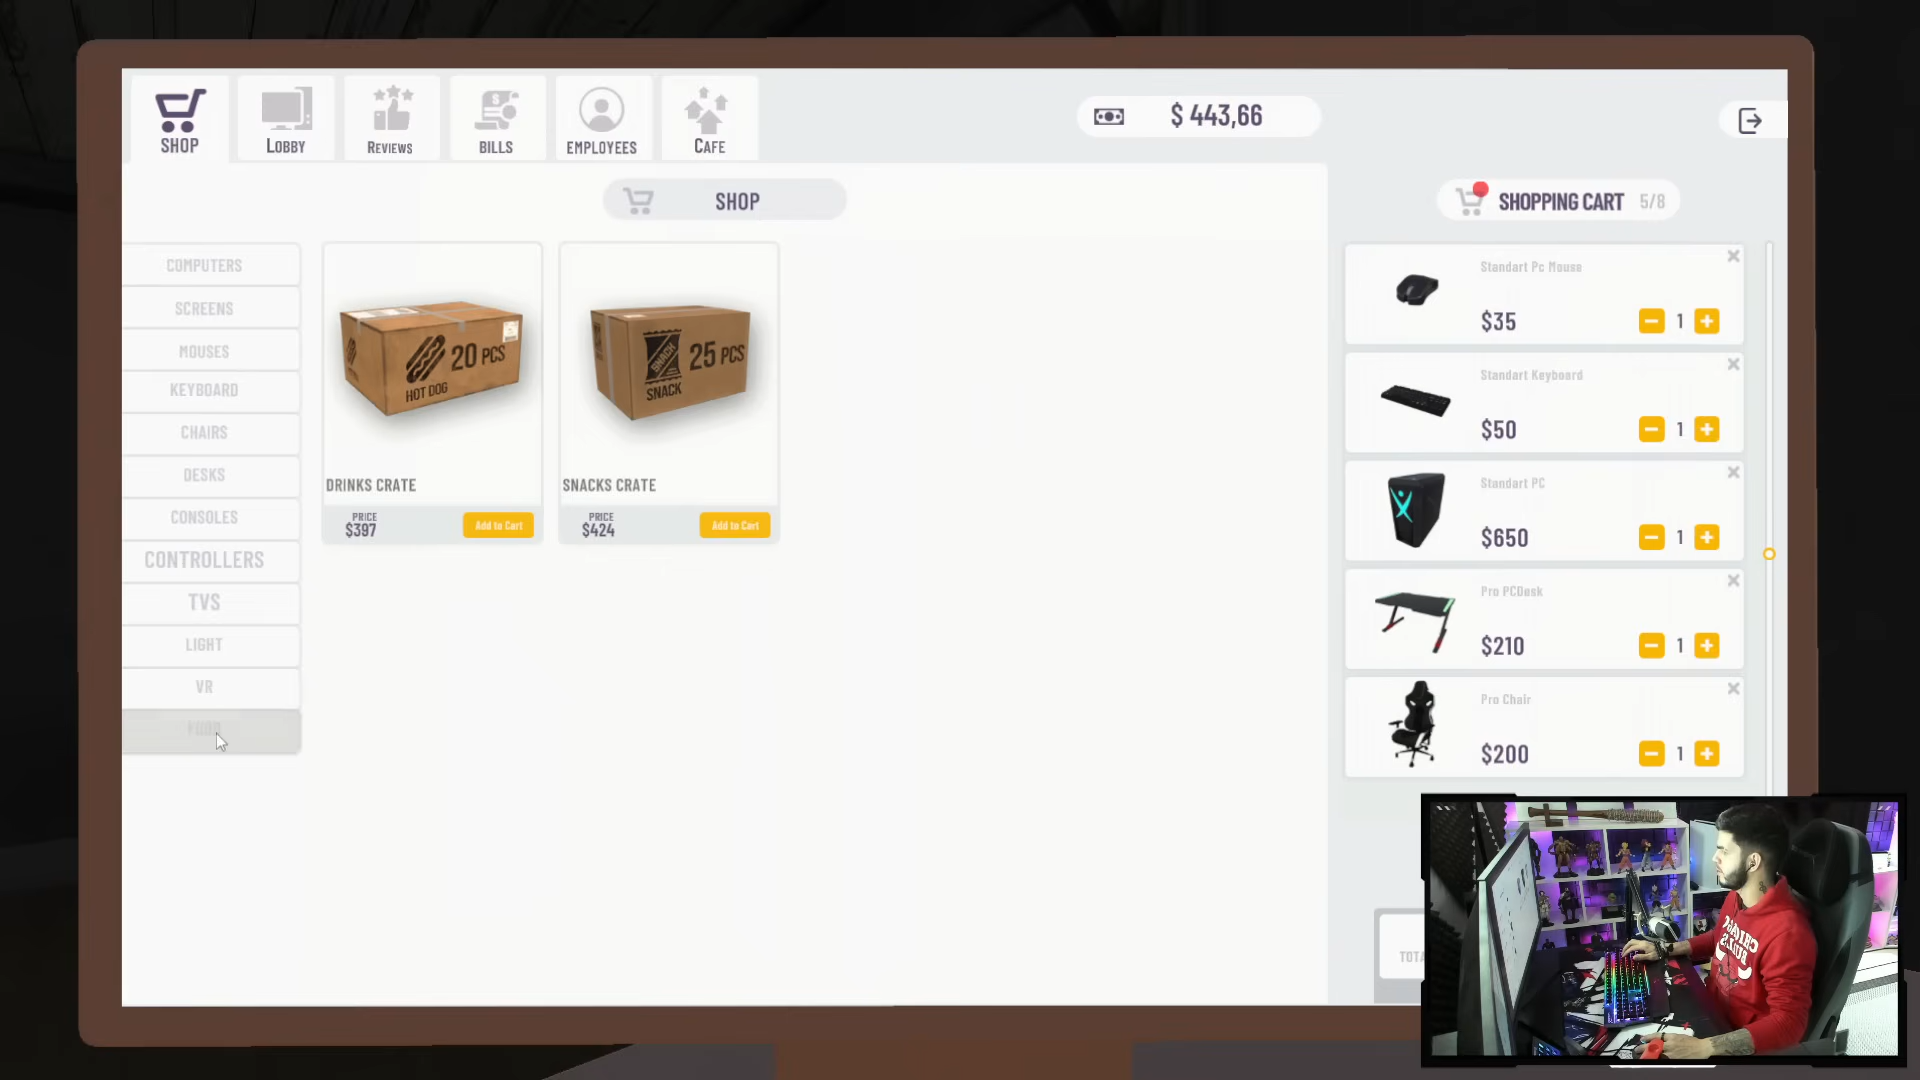 SHOP
LOBBY
REVIEWS
BILLS
EMPLOYEES
CAFE
$ 443,66
SHOP
SHOPPING CART 5/8
COMPUTERS
SCREENS
MOUSES
KEYBOARD
CHAIRS
DESKS
CONSOLES
CONTROLLERS
TVS
LIGHT
VR
20 PCS
HOT DOG
DRINKS CRATE
PRICE
$397
Add to Cart
SNACK
25 PCS
SNACK
SNACKS CRATE
PRICE
$424
Add to Cart
Standart Pc Mouse
$35
1
Standart Keyboard
$50
1
Standart PC
$650
1
Pro PCDesk
$210
1
Pro Chair
$200
1
CHICAGO
BULLS